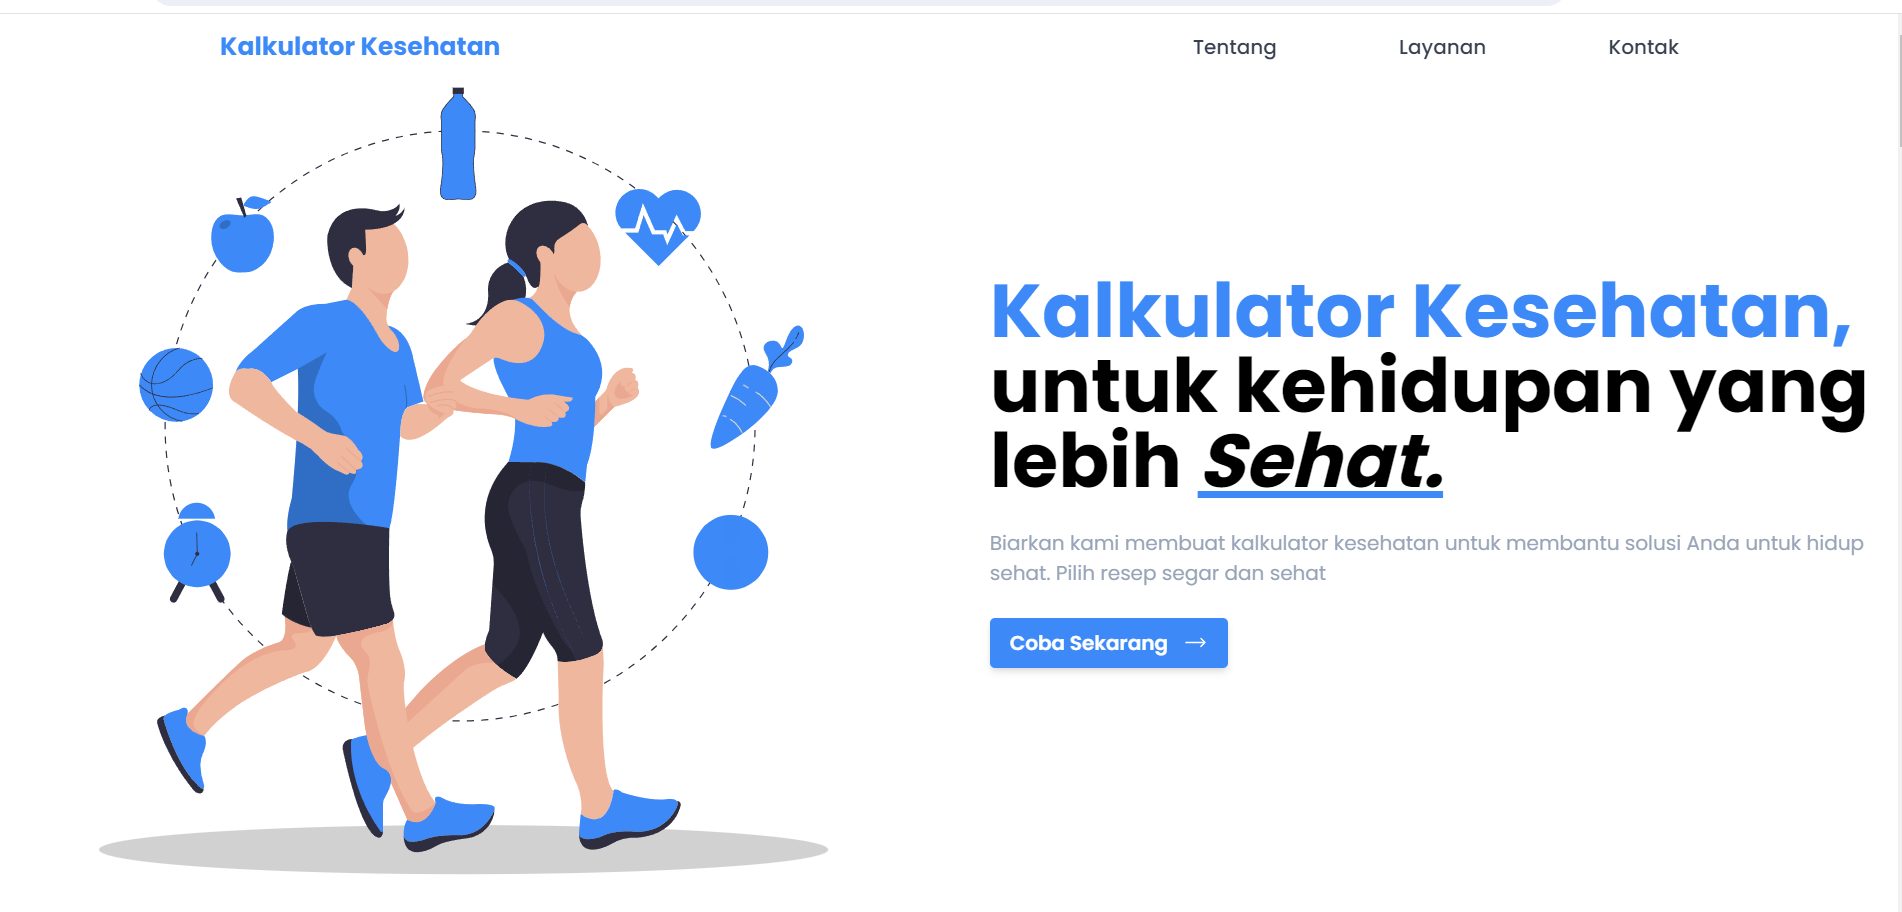 Kalkulator Kesehatan
Tentang
Layanan
Kontak
Kalkulator Kesehatan,
untuk kehidupan yang
lebih Sehat.
Biarkan kami membuat kalkulator kesehatan untuk membantu solusi Anda untuk hidup
sehat. Pilih resep segar dan sehat
Coba Sekarang →